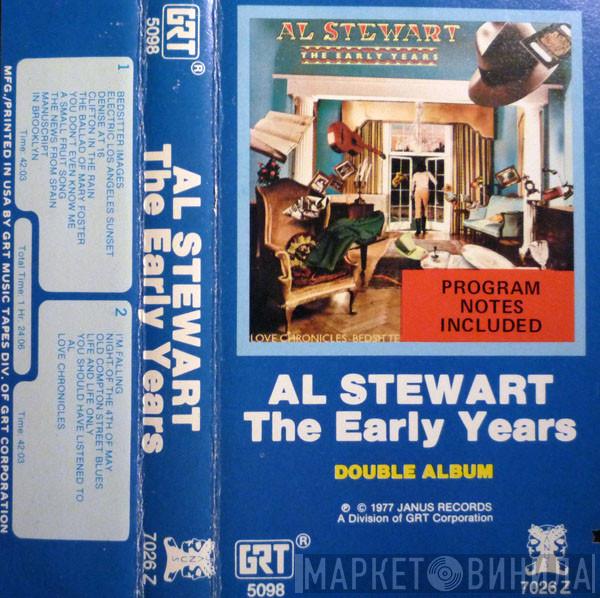 GRT®
5098
1
BEDSITTER IMAGES
ELECTRIC LOS ANGELES SUNSET
DENISE AT 16
CLIFTON IN THE RAIN
THE BALLAD OF MARY FOSTER
YOU DON'T EVEN KNOW ME
A SMALL FRUIT SONG
THE NEWS FROM SPAIN
MANUSCRIPT
IN BROOKLYN
Time: 42:03
Total Time: 1 Hr. 24:06
2
I'M FALLING
NIGHT OF THE 4TH OF MAY
OLD COMPTON STREET BLUES
LIFE AND LIFE ONLY
YOU SHOULD HAVE LISTENED TO
AL
LOVE CHRONICLES
Time: 42:03
MFG./PRINTED IN USA BY GRT MUSIC TAPES DIV. OF GRT CORPORATION
AL STEWART
The Early Years
JANUS
7026 Z
AL STEWART
THE EARLY YEARS
LOVE CHRONICLES BEDSITTE
PROGRAM
NOTES
INCLUDED
AL STEWART
The Early Years
DOUBLE ALBUM
℗ © 1977 JANUS RECORDS
A Division of GRT Corporation
GRT®
5098
7026 Z
МАРКЕТ ВИНИЛА